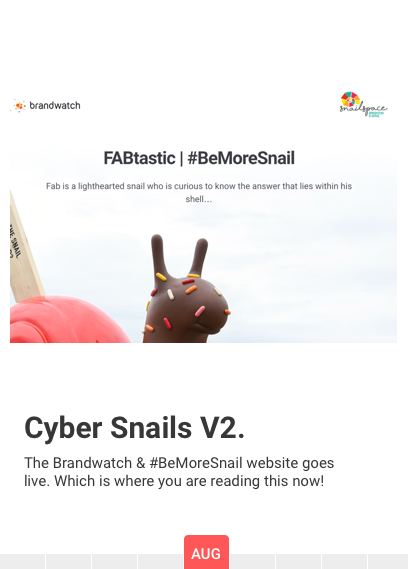 brandwatch
snailspace
FABtastic | #BeMoreSnail
Fab is a lighthearted snail who is curious to know the answer that lies within his
shell...
THE SNAIL
Cyber Snails V2.
The Brandwatch & #BeMoreSnail website goes
live. Which is where you are reading this now!
AUG